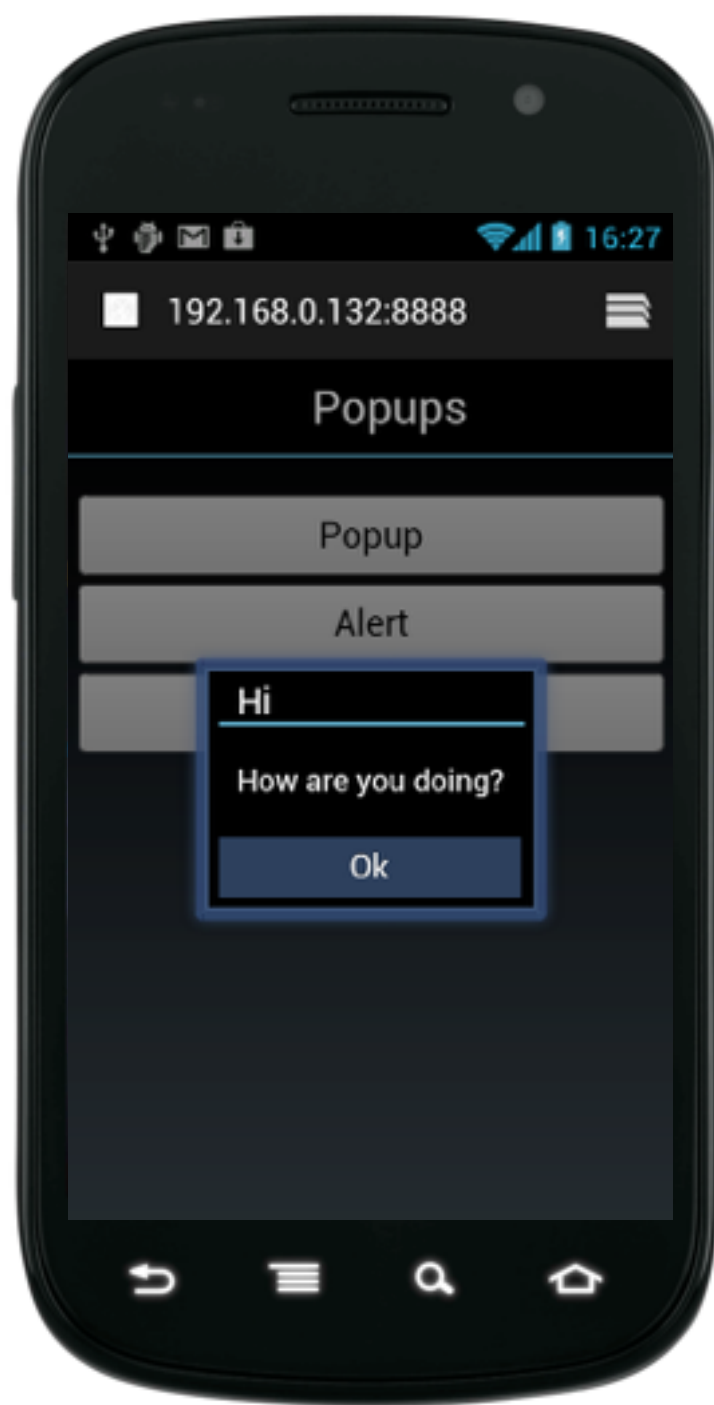 16:27
192.168.0.132:8888
Popups
Popup
Alert
Hi
How are you doing?
Ok